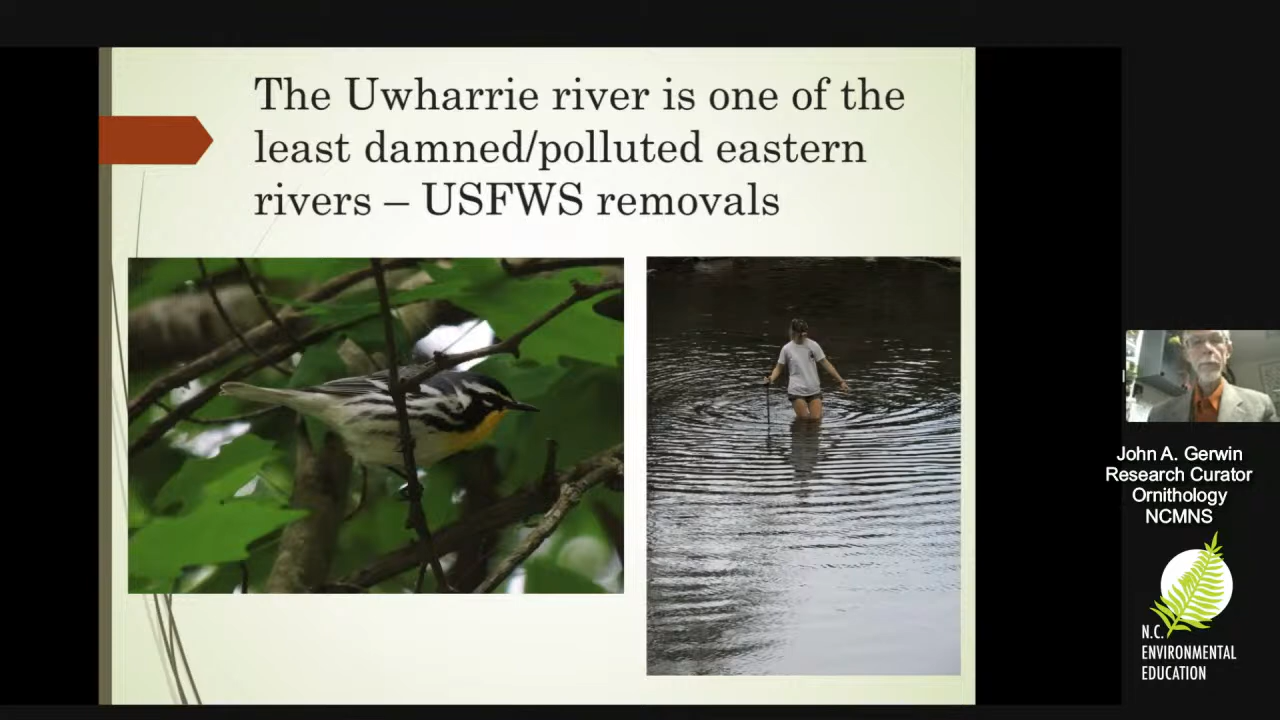 The Uwharrie river is one of the
least damned/polluted eastern
rivers – USFWS removals
John A. Gerwin
Research Curator
Ornithology
NCMNS
N.C.
ENVIRONMENTAL
EDUCATION